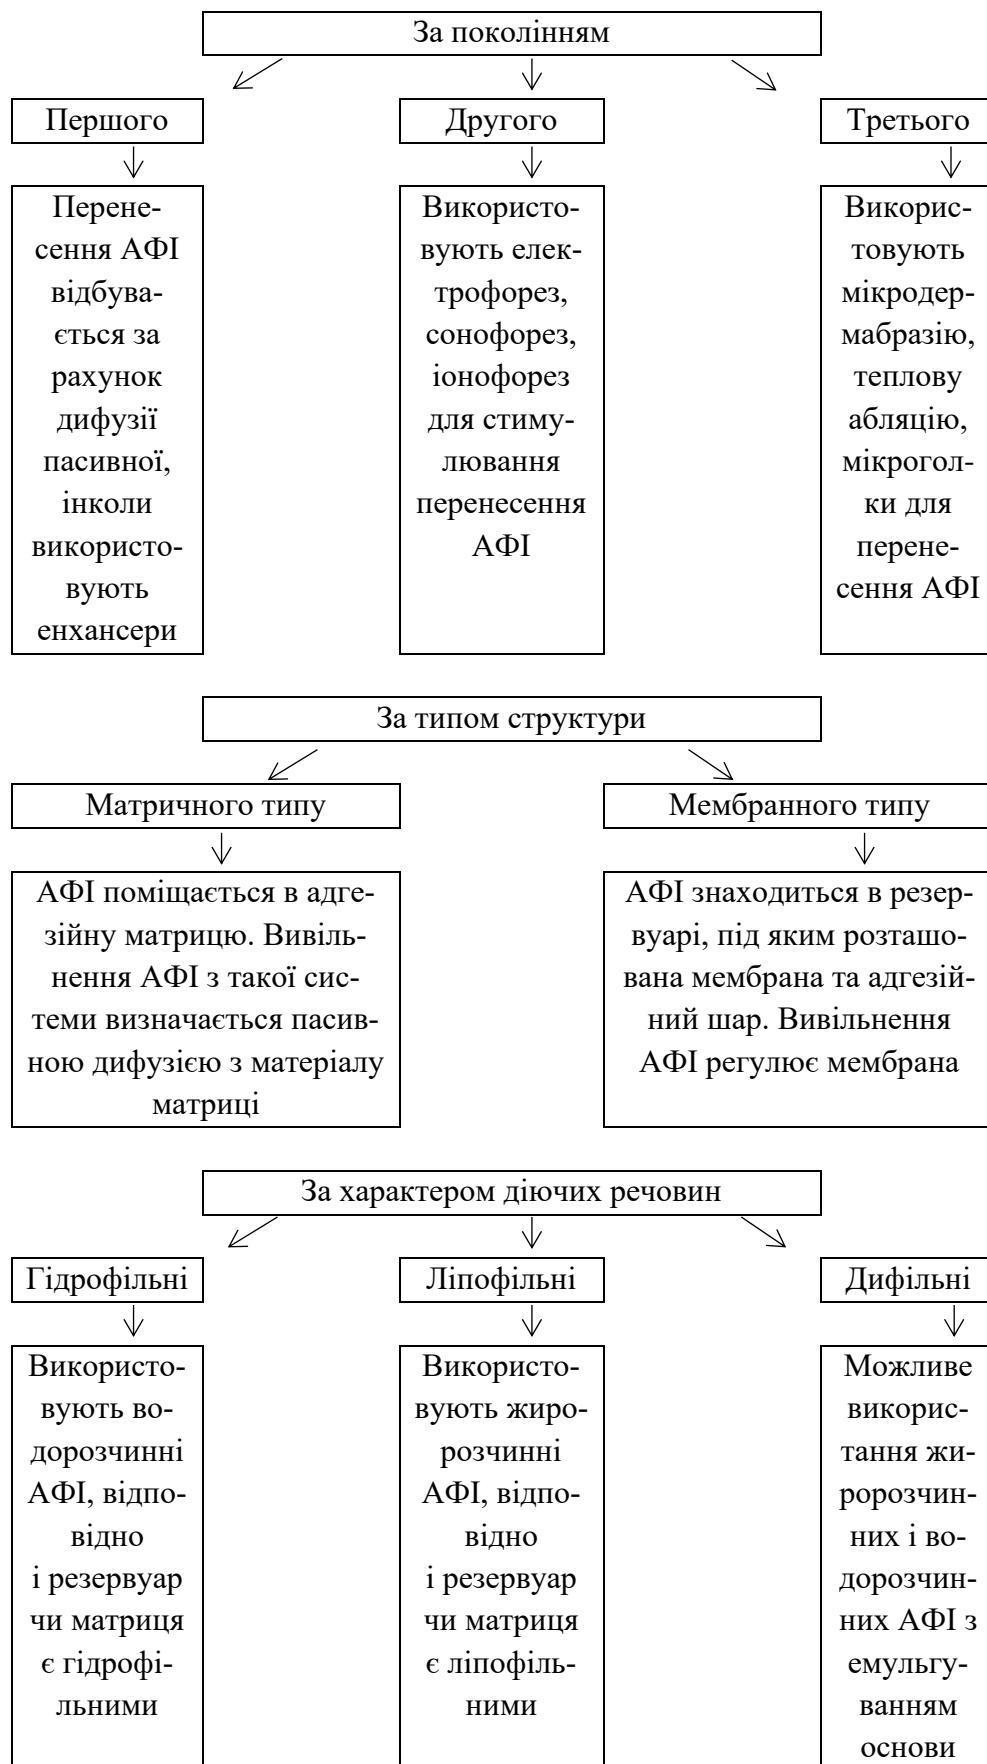 За поколінням
Першого
Другого
Третього
Перене-
сення АФІ
відбува-
ється за
рахунок
дифузії
пасивної,
інколи
використо-
вують
енхансери
Використо-
вують елек-
трофорез,
сонофорез,
іонофорез
для стиму-
лювання
перенесення
АФІ
Викорис-
товують
мікродер-
мабразію,
теплову
абляцію,
мікрогол-
ки для
перене-
сення АФІ
За типом структури
Матричного типу
Мембранного типу
АФІ поміщається в адге-
зійну матрицю. Вивіль-
нення АФІ з такої сис-
теми визначається пасив-
ною дифузією з матеріалу
матриці
АФІ знаходиться в резер-
вуарі, під яким розташо-
вана мембрана та адгезій-
ний шар. Вивільнення
АФІ регулює мембрана
За характером діючих речовин
Гідрофільні
Ліпофільні
Дифільні
Використо-
вують во-
дорозчинні
АФІ, відпо-
відно
і резервуар
чи матриця
є гідрофі-
льними
Використо-
вують жиро-
розчинні
АФІ, відпо-
відно
і резервуар
чи матриця
є ліпофіль-
ними
Можливе
викорис-
тання жи-
ророзчин-
них і во-
дорозчин-
них АФІ з
емульгу-
ванням
основи